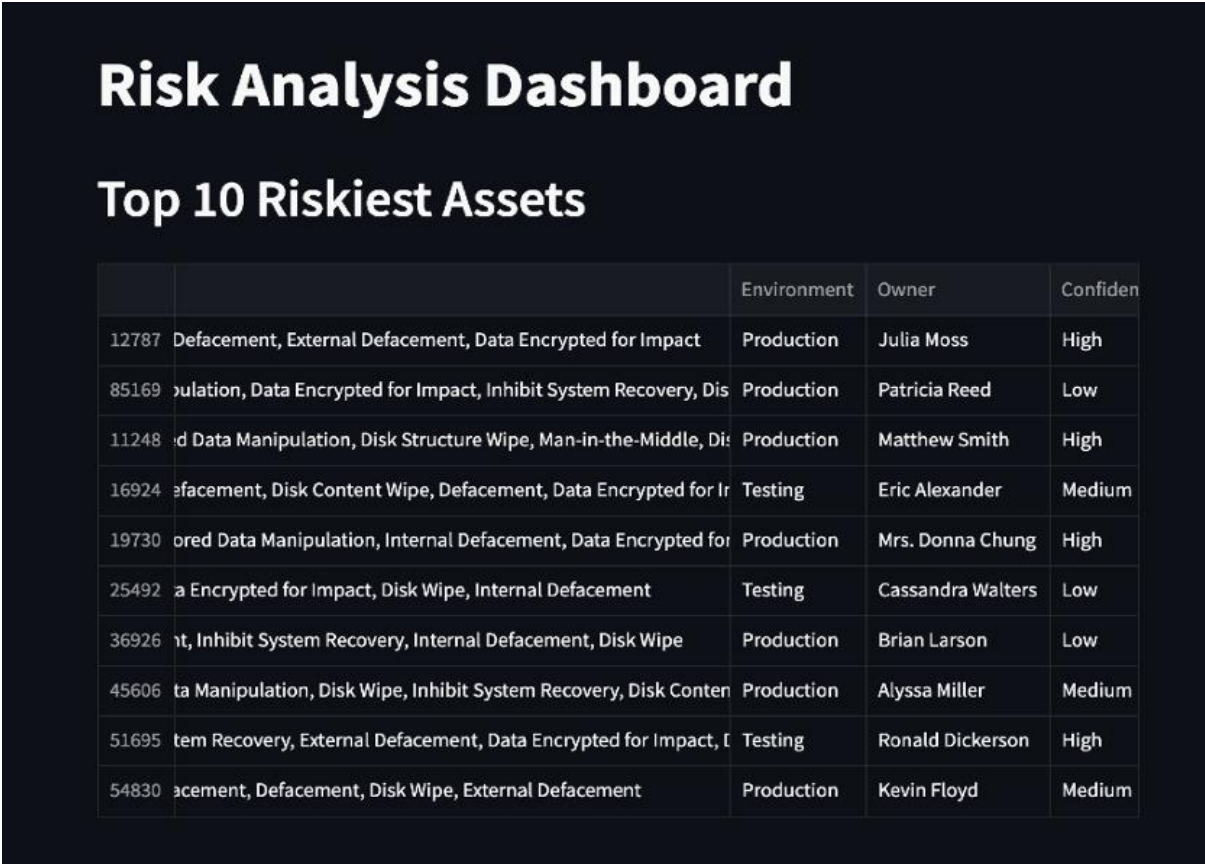 Risk Analysis Dashboard
Top 10 Riskiest Assets
Environment Owner Confiden
12787 Defacement, External Defacement, Data Encrypted for Impact Production Julia Moss High
85169 pulation, Data Encrypted for Impact, Inhibit System Recovery, Dis Production Patricia Reed Low
11248 ed Data Manipulation, Disk Structure Wipe, Man-in-the-Middle, Dis Production Matthew Smith High
16924 efacement, Disk Content Wipe, Defacement, Data Encrypted for Testing Eric Alexander Medium
19730 ored Data Manipulation, Internal Defacement, Data Encrypted for Production Mrs. Donna Chung High
25492 a Encrypted for Impact, Disk Wipe, Internal Defacement Testing Cassandra Walters Low
36926 nt, Inhibit System Recovery, Internal Defacement, Disk Wipe Production Brian Larson Low
45606 ta Manipulation, Disk Wipe, Inhibit System Recovery, Disk Conten Production Alyssa Miller Medium
51695 tem Recovery, External Defacement, Data Encrypted for Impact, Testing Ronald Dickerson High
54830 acement, Defacement, Disk Wipe, External Defacement Production Kevin Floyd Medium